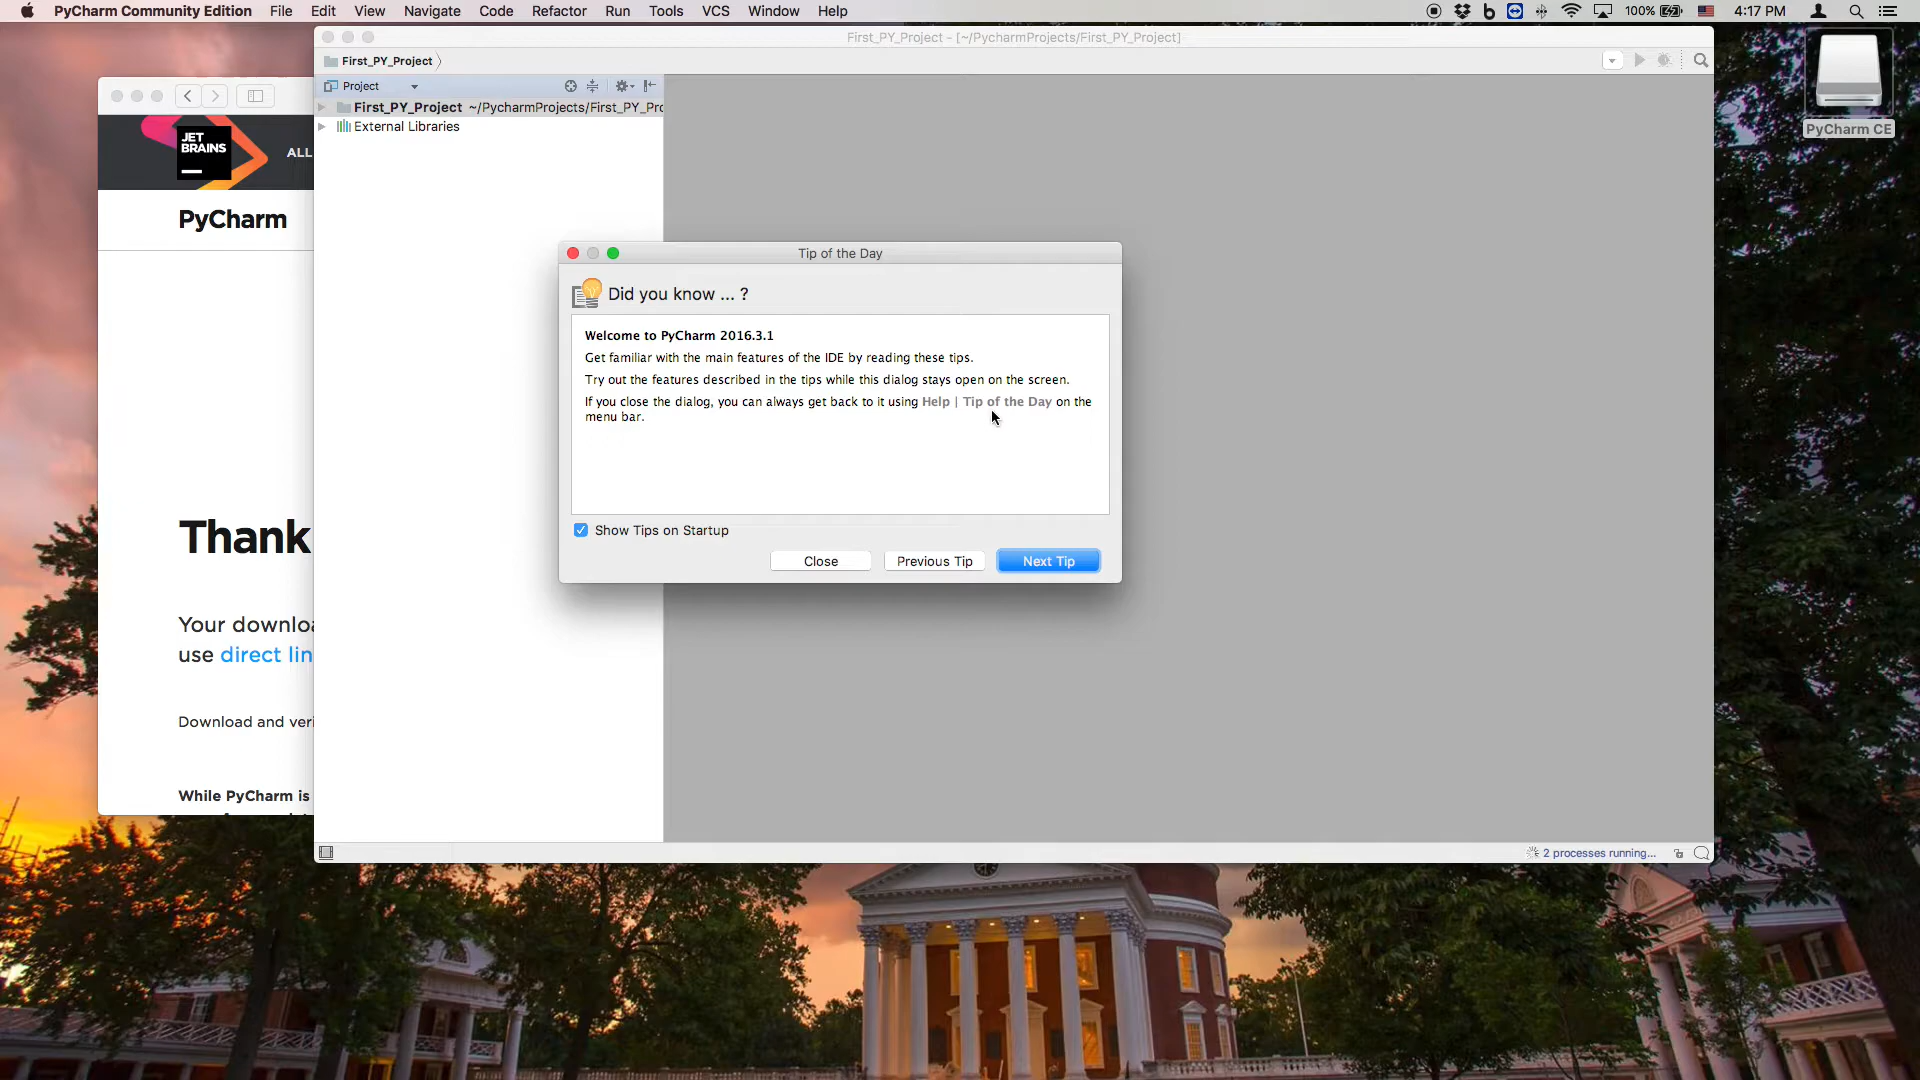 PyCharm Community Edition File Edit View Navigate Code Refactor Run Tools VCS Window Help
100% 4:17 PM
First_PY_Project - [~/PycharmProjects/First_PY_Project]
First_PY_Project
Project
First_PY_Project ~/PycharmProjects/First_PY_Pro
External Libraries
PyCharm CE
JET
BRAINS
ALL
PyCharm
Tip of the Day
Did you know ... ?
Welcome to PyCharm 2016.3.1
Get familiar with the main features of the IDE by reading these tips.
Try out the features described in the tips while this dialog stays open on the screen.
If you close the dialog, you can always get back to it using Help | Tip of the Day on the
menu bar.
Show Tips on Startup
Close Previous Tip Next Tip
Thank
Your downloa
use direct lin
Download and veri
While PyCharm is
2 processes running...